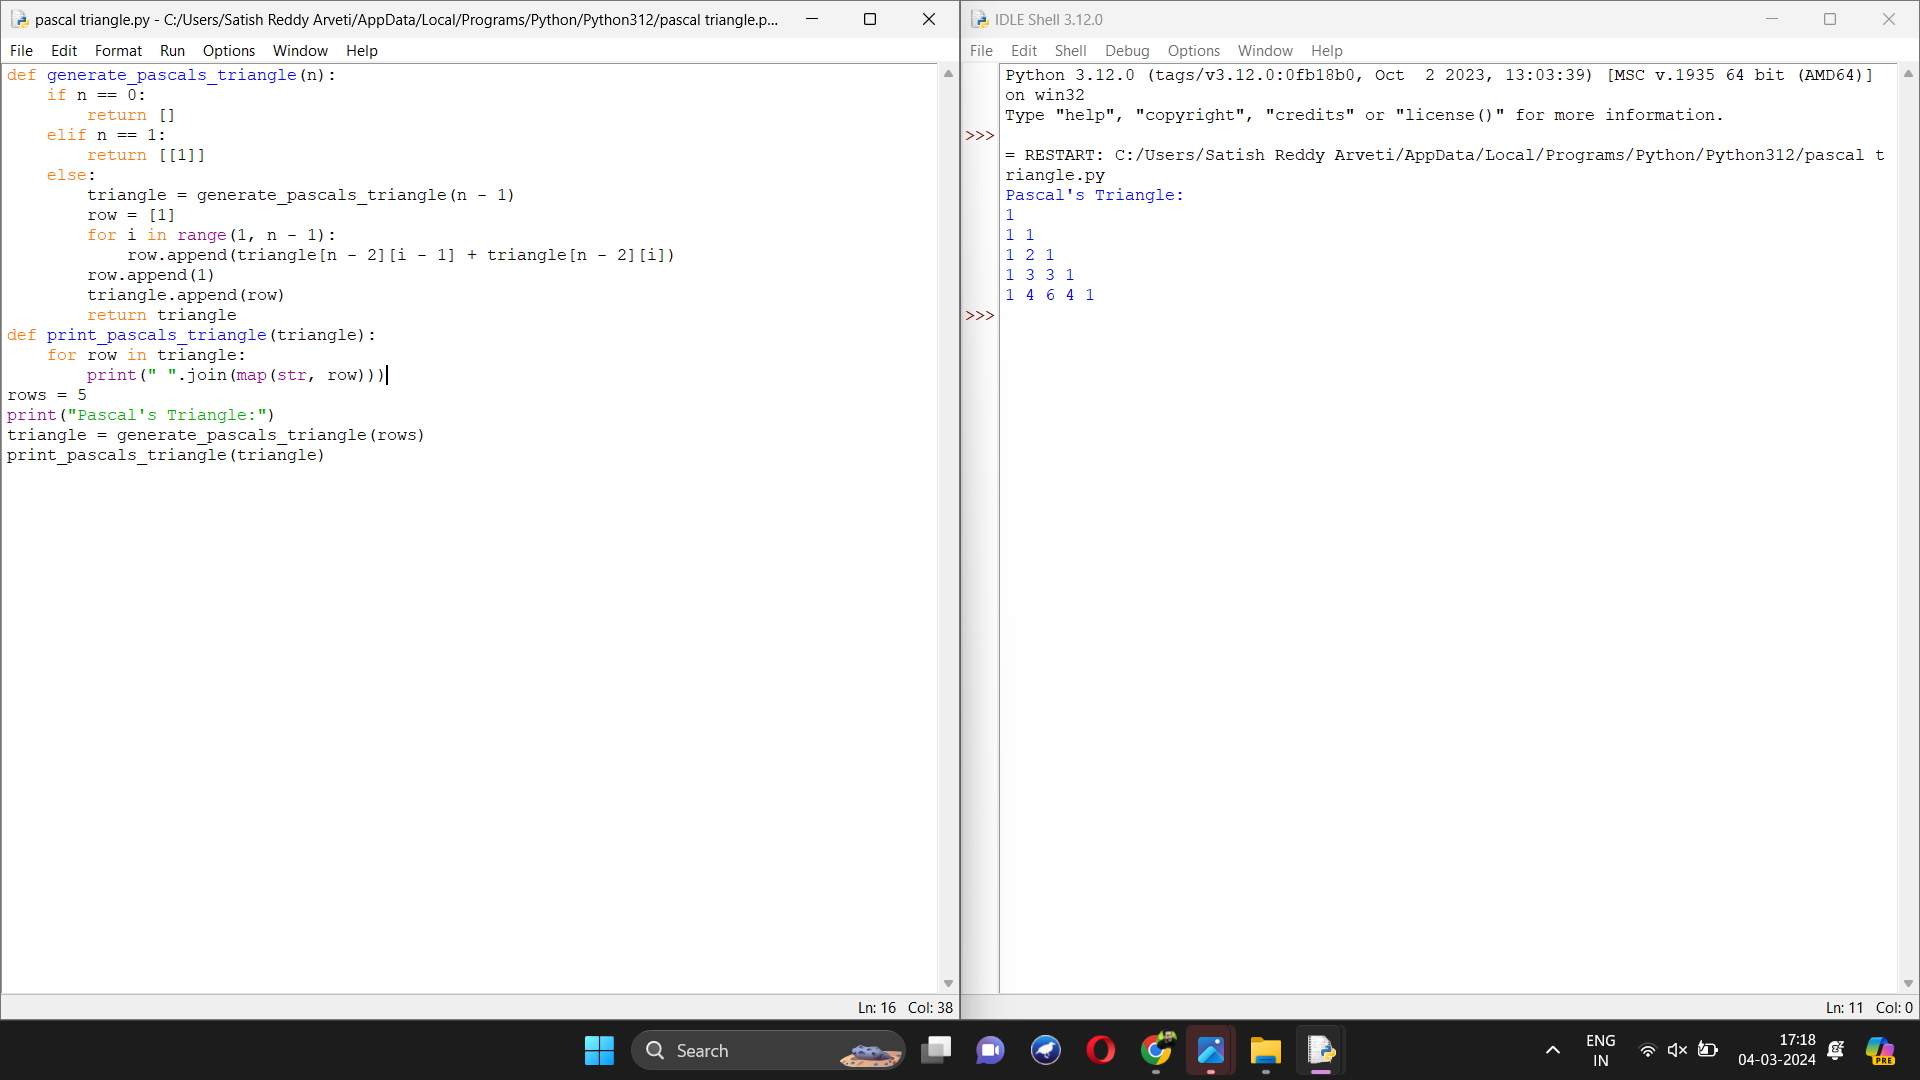 pascal triangle.py - C:/Users/Satish Reddy Arveti/AppData/Local/Programs/Python/Python312/pascal triangle.p...
File Edit Format Run Options Window Help
def generate_pascals_triangle(n):
    if n == 0:
        return []
    elif n == 1:
        return [[1]]
    else:
        triangle = generate_pascals_triangle(n - 1)
        row = [1]
        for i in range(1, n - 1):
            row.append(triangle[n - 2][i - 1] + triangle[n - 2][i])
        row.append(1)
        triangle.append(row)
        return triangle
def print_pascals_triangle(triangle):
    for row in triangle:
        print(" ".join(map(str, row)))
rows = 5
print("Pascal's Triangle:")
triangle = generate_pascals_triangle(rows)
print_pascals_triangle(triangle)
Ln: 16 Col: 38
IDLE Shell 3.12.0
File Edit Shell Debug Options Window Help
Python 3.12.0 (tags/v3.12.0:0fb18b0, Oct  2 2023, 13:03:39) [MSC v.1935 64 bit (AMD64)]
on win32
Type "help", "copyright", "credits" or "license()" for more information.
>>>
= RESTART: C:/Users/Satish Reddy Arveti/AppData/Local/Programs/Python/Python312/pascal t
riangle.py
Pascal's Triangle:
1
1 1
1 2 1
1 3 3 1
1 4 6 4 1
>>>
Ln: 11 Col: 0
Search
ENG
IN
17:18
04-03-2024
PRE